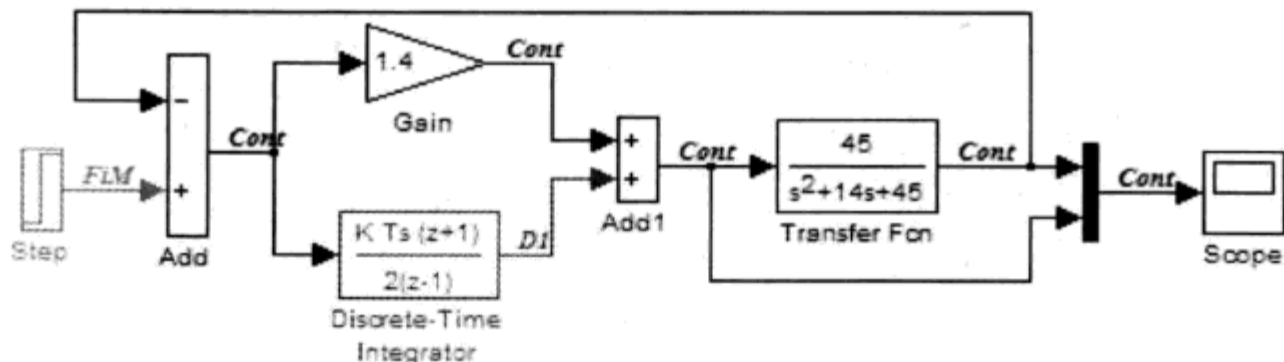 1.4
Cont
Gain
-
Cont
+
FiM
Step
Add
K Ts (z+1)
2(z-1)
D1
Discrete-Time
Integrator
+
+
Add1
Cont
45
s²+14s+45
Transfer Fcn
Cont
Cont
Scope